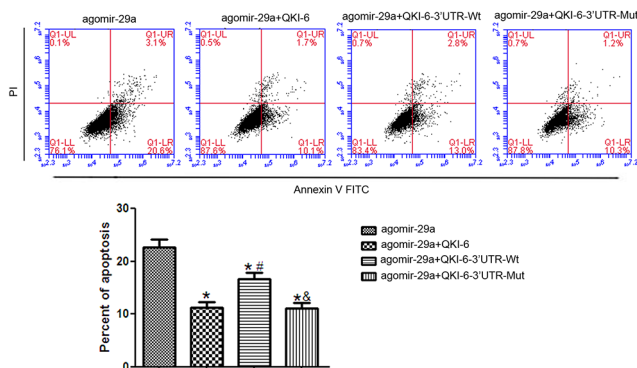 agomir-29a
agomir-29a+QKI-6
agomir-29a+QKI-6-3'UTR-Wt
agomir-29a+QKI-6-3'UTR-Mut
Q1-UL
0.1%
Q1-UR
3.1%
Q1-UL
0.5%
Q1-UR
1.7%
Q1-UL
0.7%
Q1-UR
2.8%
Q1-UL
0.7%
Q1-UR
1.2%
PI
Q1-LL
76.1%
Q1-LR
20.6%
Q1-LL
87.6%
Q1-LR
10.1%
Q1-LL
83.4%
Q1-LR
13.0%
Q1-LL
87.8%
Q1-LR
10.3%
Annexin V FITC
Percent of apoptosis
30
20
10
0
*
*#
*&
agomir-29a
agomir-29a+QKI-6
agomir-29a+QKI-6-3'UTR-Wt
agomir-29a+QKI-6-3'UTR-Mut